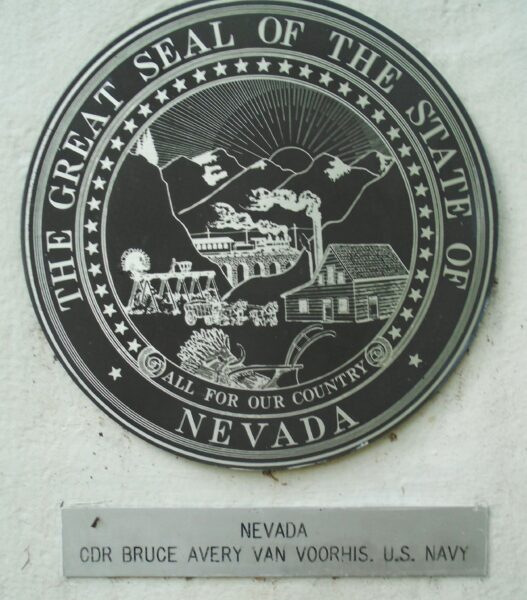 THE GREAT SEAL OF THE STATE OF
NEVADA
ALL FOR OUR COUNTRY
NEVADA
CDR BRUCE AVERY VAN VOORHIS. U.S. NAVY